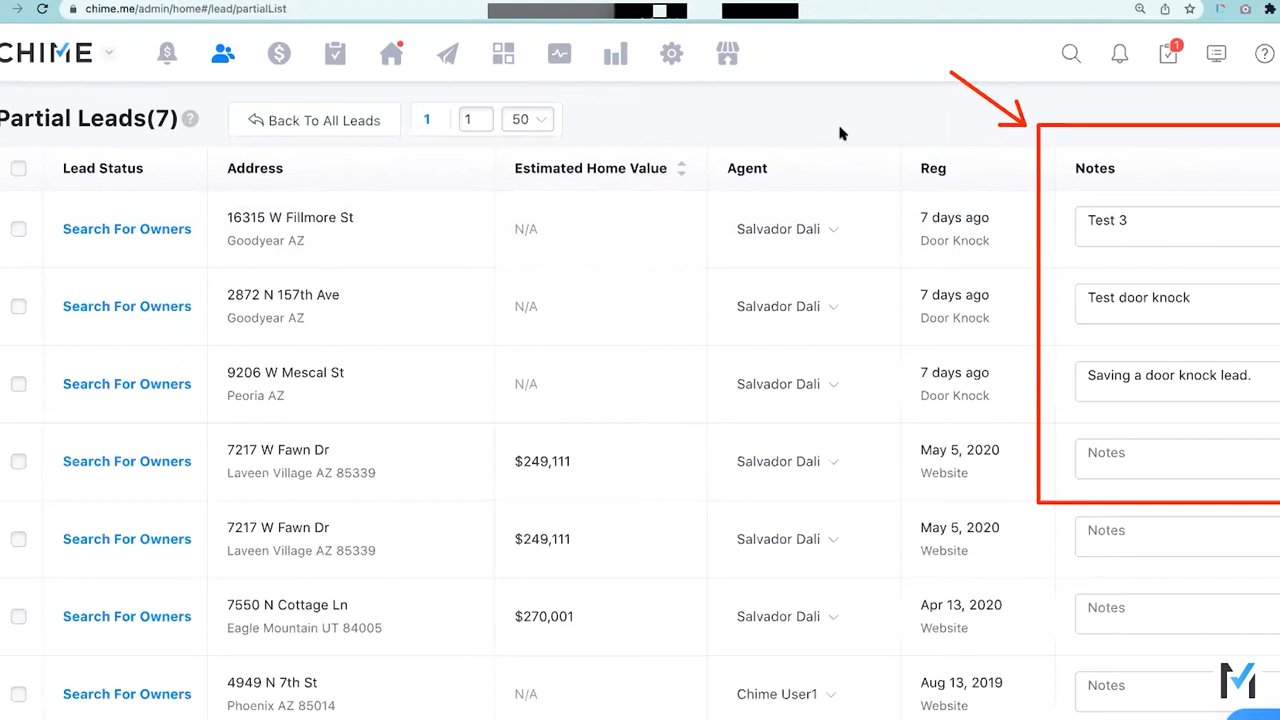 chime.me/admin/home#/lead/partialList
CHIME
1
Partial Leads(7) ?
Back To All Leads
1
1
50
Lead Status
Address
Estimated Home Value
Agent
Reg
Notes
Search For Owners
16315 W Fillmore St
Goodyear AZ
N/A
Salvador Dali
7 days ago
Door Knock
Test 3
Search For Owners
2872 N 157th Ave
Goodyear AZ
N/A
Salvador Dali
7 days ago
Door Knock
Test door knock
Search For Owners
9206 W Mescal St
Peoria AZ
N/A
Salvador Dali
7 days ago
Door Knock
Saving a door knock lead.
Search For Owners
7217 W Fawn Dr
Laveen Village AZ 85339
$249,111
Salvador Dali
May 5, 2020
Website
Notes
Search For Owners
7217 W Fawn Dr
Laveen Village AZ 85339
$249,111
Salvador Dali
May 5, 2020
Website
Notes
Search For Owners
7550 N Cottage Ln
Eagle Mountain UT 84005
$270,001
Salvador Dali
Apr 13, 2020
Website
Notes
Search For Owners
4949 N 7th St
Phoenix AZ 85014
N/A
Chime User1
Aug 13, 2019
Website
Notes